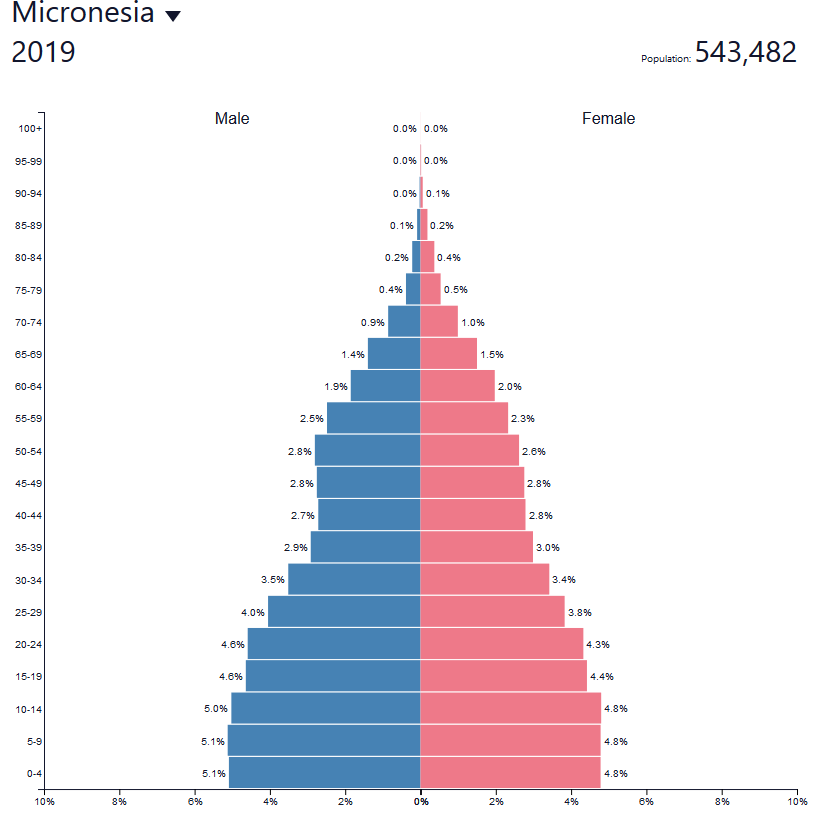 Micronesia
2019
Population: 543,482
Male Female
100+ 0.0% 0.0%
95-99 0.0% 0.0%
90-94 0.0% 0.1%
85-89 0.1% 0.2%
80-84 0.2% 0.4%
75-79 0.4% 0.5%
70-74 0.9% 1.0%
65-69 1.4% 1.5%
60-64 1.9% 2.0%
55-59 2.5% 2.3%
50-54 2.8% 2.6%
45-49 2.8% 2.8%
40-44 2.7% 2.8%
35-39 2.9% 3.0%
30-34 3.5% 3.4%
25-29 4.0% 3.8%
20-24 4.6% 4.3%
15-19 4.6% 4.4%
10-14 5.0% 4.8%
5-9 5.1% 4.8%
0-4 5.1% 4.8%
10% 8% 6% 4% 2% 0% 2% 4% 6% 8% 10%